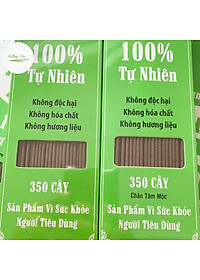 100%
Tự Nhiên
Không độc hại
Không hóa chất
Không hương liệu
350 CÂY
Sản Phẩm Vì Sức Khỏe
Người Tiêu Dùng
100%
Tự Nhiên
Không độc hại
Không hóa chất
Không hương liệu
350 CÂY
Chân Tâm Mộc
Sản Phẩm Vì Sức Khỏe
Người Tiêu Dùng